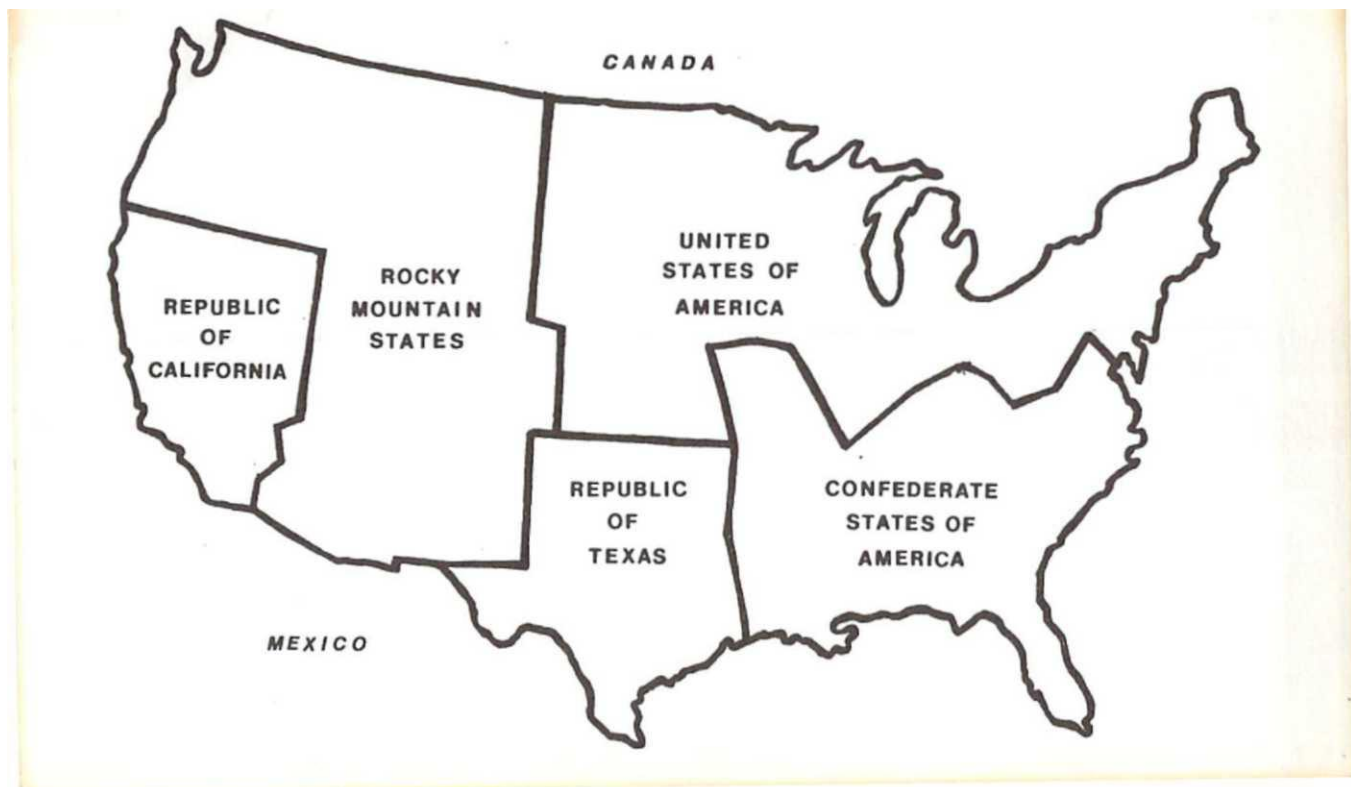 CANADA
UNITED
STATES OF
AMERICA
ROCKY
MOUNTAIN
STATES
REPUBLIC
OF
CALIFORNIA
REPUBLIC
OF
TEXAS
CONFEDERATE
STATES OF
AMERICA
MEXICO